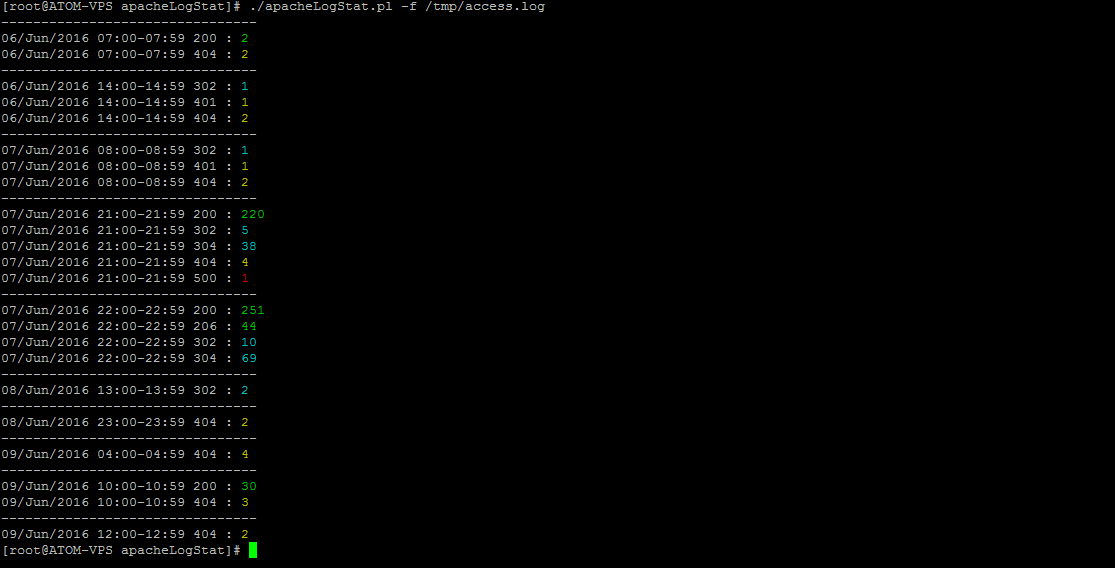 [root@ATOM-VPS apacheLogStat]# ./apacheLogStat.pl -f /tmp/access.log
--------------------------------
06/Jun/2016 07:00-07:59 200 : 2
06/Jun/2016 07:00-07:59 404 : 2
--------------------------------
06/Jun/2016 14:00-14:59 302 : 1
06/Jun/2016 14:00-14:59 401 : 1
06/Jun/2016 14:00-14:59 404 : 2
--------------------------------
07/Jun/2016 08:00-08:59 302 : 1
07/Jun/2016 08:00-08:59 401 : 1
07/Jun/2016 08:00-08:59 404 : 2
--------------------------------
07/Jun/2016 21:00-21:59 200 : 220
07/Jun/2016 21:00-21:59 302 : 5
07/Jun/2016 21:00-21:59 304 : 38
07/Jun/2016 21:00-21:59 404 : 4
07/Jun/2016 21:00-21:59 500 : 1
--------------------------------
07/Jun/2016 22:00-22:59 200 : 251
07/Jun/2016 22:00-22:59 206 : 44
07/Jun/2016 22:00-22:59 302 : 10
07/Jun/2016 22:00-22:59 304 : 69
--------------------------------
08/Jun/2016 13:00-13:59 302 : 2
--------------------------------
08/Jun/2016 23:00-23:59 404 : 2
--------------------------------
09/Jun/2016 04:00-04:59 404 : 4
--------------------------------
09/Jun/2016 10:00-10:59 200 : 30
09/Jun/2016 10:00-10:59 404 : 3
--------------------------------
09/Jun/2016 12:00-12:59 404 : 2
[root@ATOM-VPS apacheLogStat]#